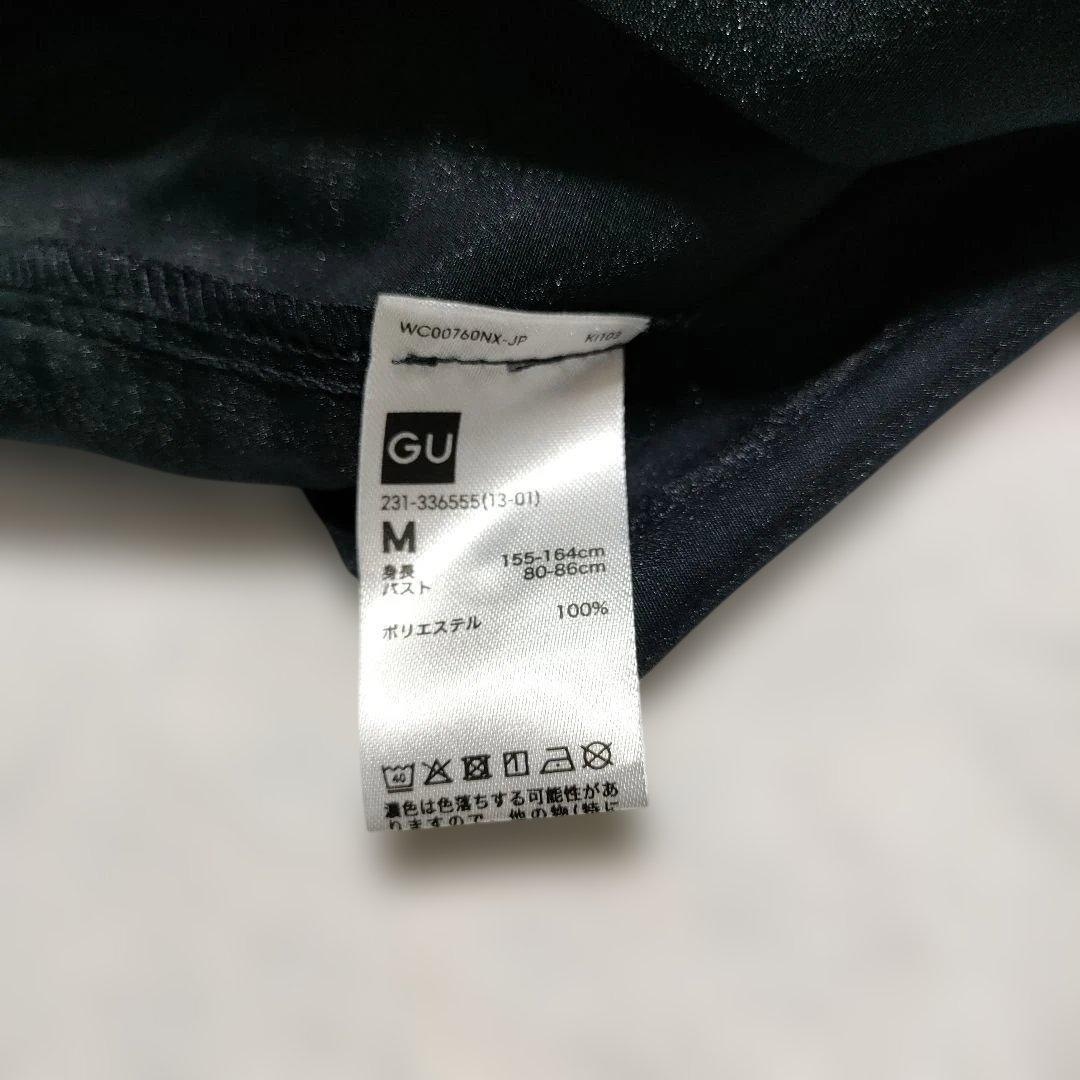 WC00760NX-JP KI103
GU
231-336555(13-01)
M
身長 155-164cm
バスト 80-86cm
ポリエステル 100%
40
濃色は色落ちする可能性があ
りますので、他の物(特に